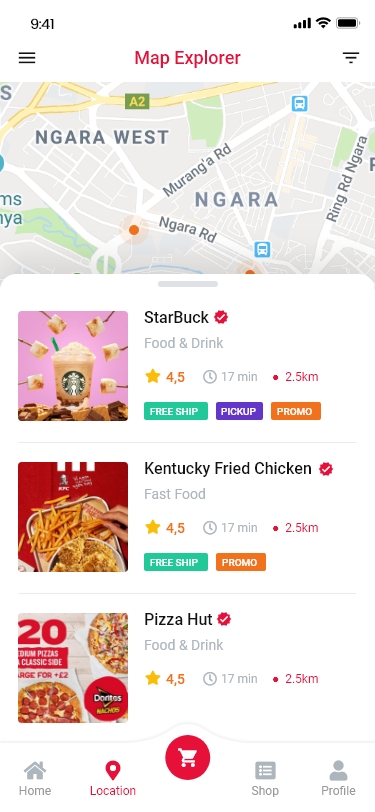 9:41
Map Explorer
S
A2
NGARA WEST
Murang'a Rd
Ring Rd Ngara
NGARA
ms
nya
Ngara Rd
StarBuck
Food & Drink
4,5 17 min 2.5km
FREE SHIP PICKUP PROMO
Kentucky Fried Chicken
KFC
Fast Food
4,5 17 min 2.5km
FREE SHIP PROMO
Pizza Hut
20
EDIUM PIZZAS
A CLASSIC SIDE
ARGE FOR +£2
Doritos
NACHOS
Food & Drink
4,5 17 min 2.5km
Home Location Shop Profile